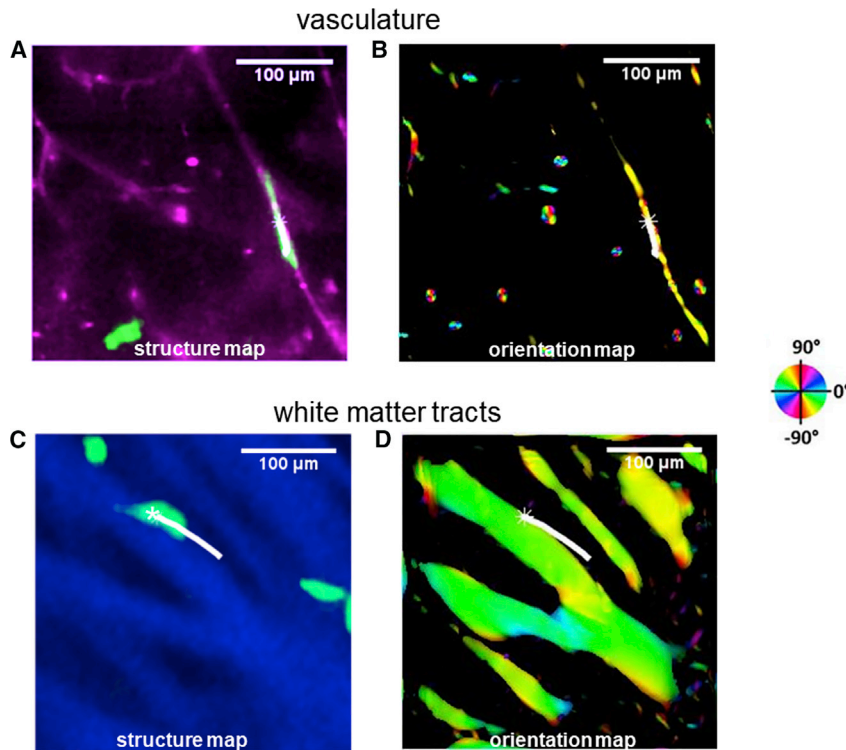 vasculature
A
B
100 µm
100 µm
structure map
orientation map
90°
0°
-90°
white matter tracts
C
D
100 µm
100 µm
structure map
orientation map